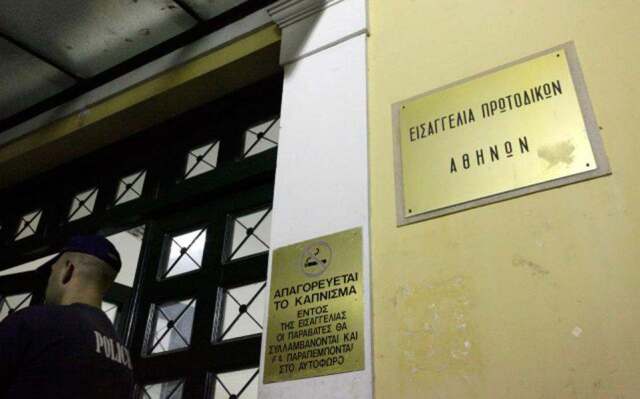 ΕΙΣΑΓΓΕΛΙΑ ΠΡΩΤΟΔΙΚΩΝ
ΑΘΗΝΩΝ
ΑΠΑΓΟΡΕΥΕΤΑΙ
ΤΟ ΚΑΠΝΙΣΜΑ
ΕΝΤΟΣ
ΤΗΣ ΕΙΣΑΓΓΕΛΙΑΣ
ΟΙ ΠΑΡΑΒΑΤΕΣ ΘΑ
ΣΥΛΛΑΜΒΑΝΟΝΤΑΙ ΚΑΙ
ΠΑΡΑΠΕΜΠΟΝΤΑΙ
ΣΤΟ ΑΥΤΟΦΩΡΟ
POLICE